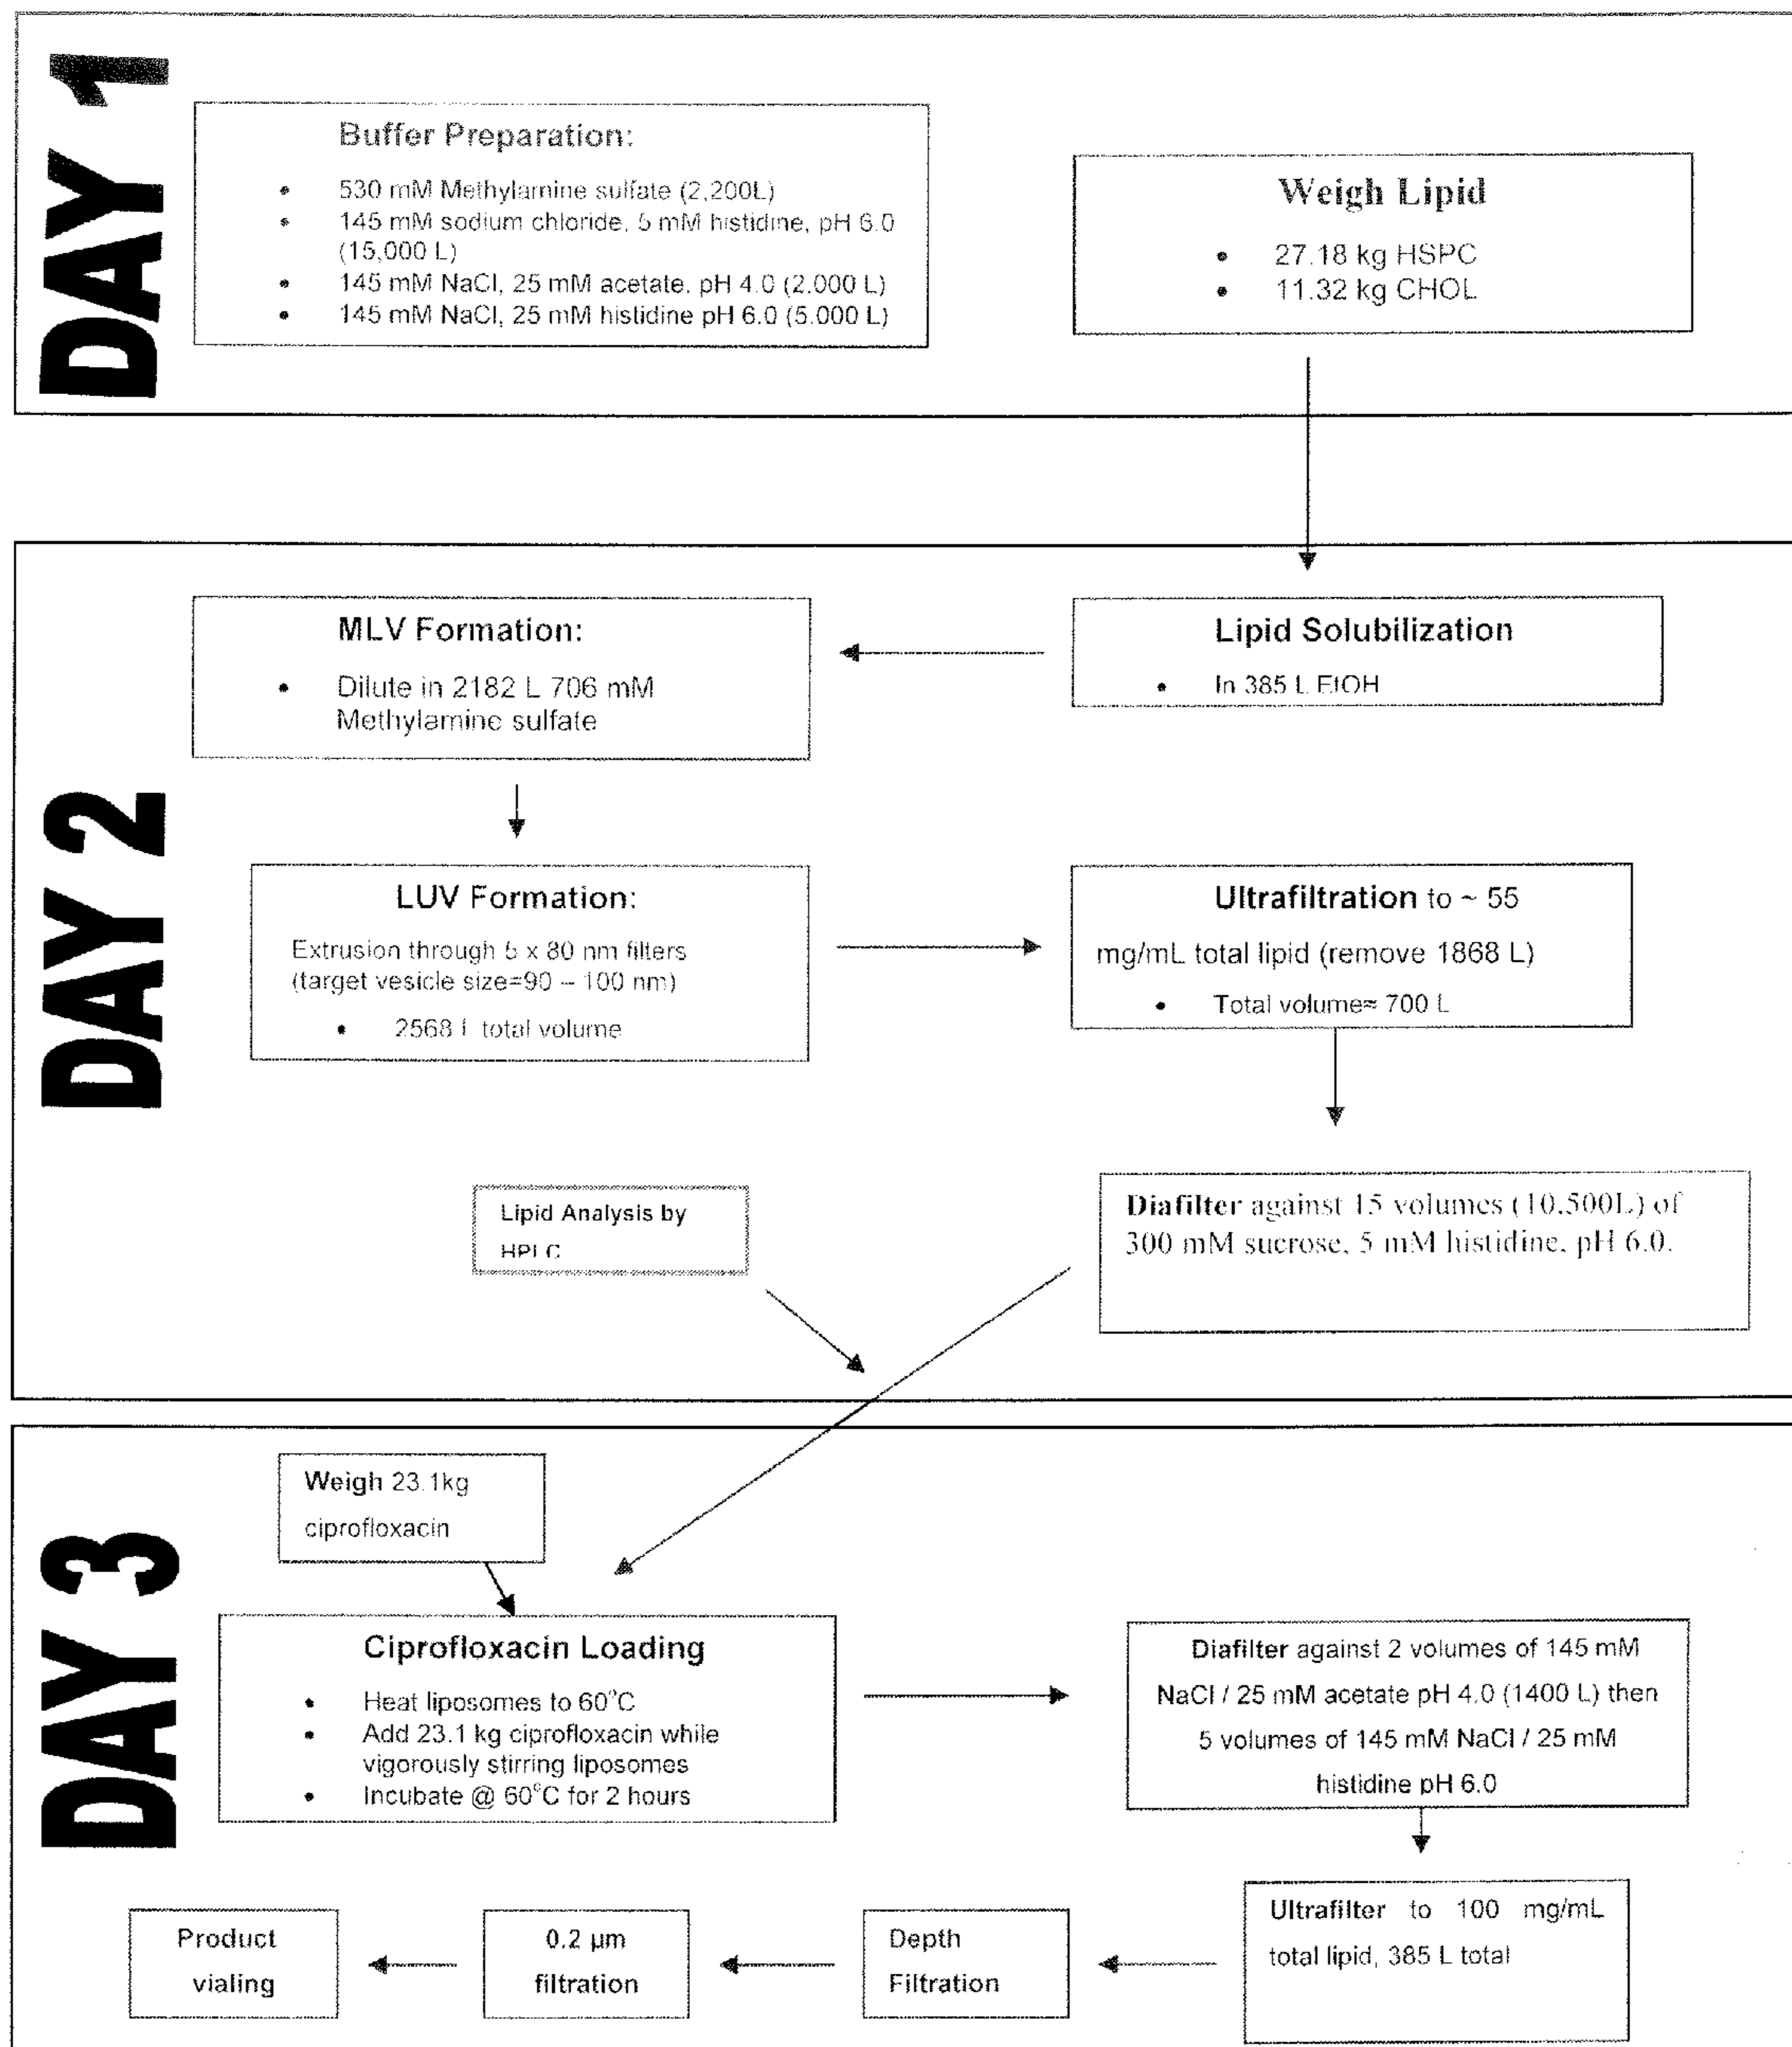 DAY 1
Buffer Preparation:
• 530 mM Methylamine sulfate (2,200L)
• 145 mM sodium chloride, 5 mM histidine, pH 6.0
(15,000 L)
• 145 mM NaCl, 25 mM acetate, pH 4.0 (2,000 L)
• 145 mM NaCl, 25 mM histidine pH 6.0 (5,000 L)
Weigh Lipid
• 27.18 kg HSPC
• 11.32 kg CHOL
DAY 2
Lipid Solubilization
• In 385 L EtOH
MLV Formation:
• Dilute in 2182 L 706 mM
Methylamine sulfate
LUV Formation:
Extrusion through 5 x 80 nm filters
(target vesicle size=90 – 100 nm)
• 2568 L total volume
Ultrafiltration to ~ 55
mg/mL total lipid (remove 1868 L)
• Total volume= 700 L
Diafilter against 15 volumes (10,500L) of
300 mM sucrose, 5 mM histidine, pH 6.0.
Lipid Analysis by
HPLC
DAY 3
Weigh 23.1kg
ciprofloxacin
Ciprofloxacin Loading
• Heat liposomes to 60°C
• Add 23.1 kg ciprofloxacin while
vigorously stirring liposomes
• Incubate @ 60°C for 2 hours
Diafilter against 2 volumes of 145 mM
NaCl / 25 mM acetate pH 4.0 (1400 L) then
5 volumes of 145 mM NaCl / 25 mM
histidine pH 6.0
Ultrafilter to 100 mg/mL
total lipid, 385 L total
Depth
Filtration
0.2 µm
filtration
Product
vialing